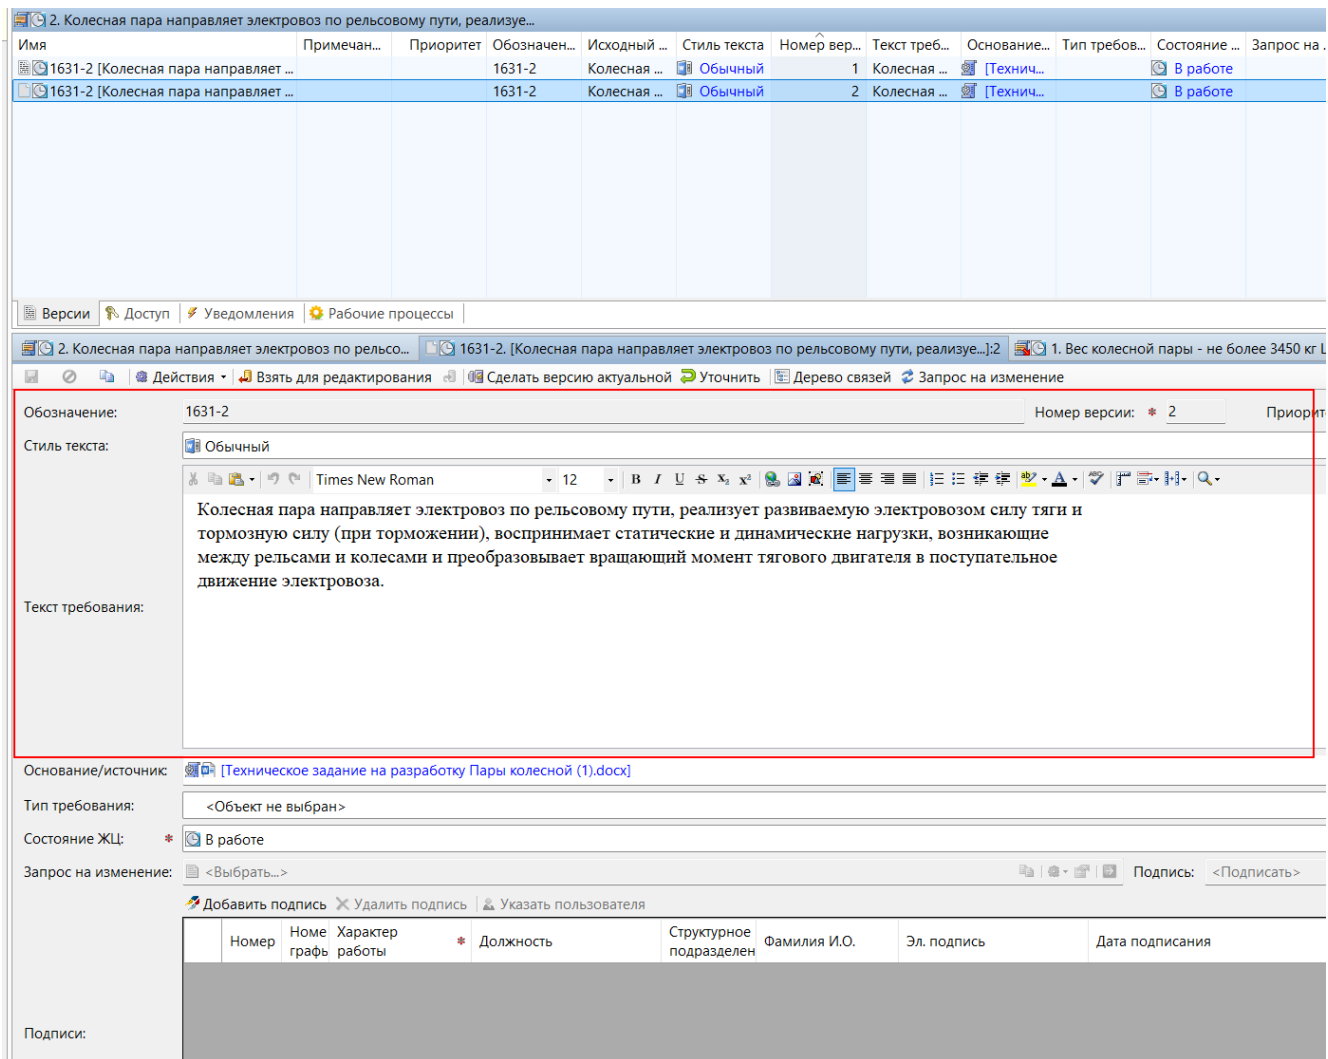 2. Колесная пара направляет электровоз по рельсовому пути, реализуе...
Имя Примечан... Приоритет Обозначен... Исходный ... Стиль текста Номер вер... Текст треб... Основание... Тип требов... Состояние ... Запрос на
1631-2 [Колесная пара направляет ... 1631-2 Колесная ... Обычный 1 Колесная ... [Технич... В работе
1631-2 [Колесная пара направляет ... 1631-2 Колесная ... Обычный 2 Колесная ... [Технич... В работе
Версии Доступ Уведомления Рабочие процессы
2. Колесная пара направляет электровоз по рельсо... 1631-2. [Колесная пара направляет электровоз по рельсовому пути, реализуе...]:2 1. Вес колесной пары - не более 3450 кг
Действия Взять для редактирования Сделать версию актуальной Уточнить Дерево связей Запрос на изменение
Обозначение: 1631-2 Номер версии: * 2 Приорит
Стиль текста: Обычный
Times New Roman 12 B I U S X₂ x²
Колесная пара направляет электровоз по рельсовому пути, реализует развиваемую электровозом силу тяги и
тормозную силу (при торможении), воспринимает статические и динамические нагрузки, возникающие
между рельсами и колесами и преобразовывает вращающий момент тягового двигателя в поступательное
движение электровоза.
Текст требования:
Основание/источник: [Техническое задание на разработку Пары колесной (1).docx]
Тип требования: <Объект не выбран>
Состояние ЖЦ: * В работе
Запрос на изменение: <Выбрать...> Подпись: <Подписать>
Добавить подпись Удалить подпись Указать пользователя
Номер Номе графы Характер работы * Должность Структурное подразделен Фамилия И.О. Эл. подпись Дата подписания
Подписи: